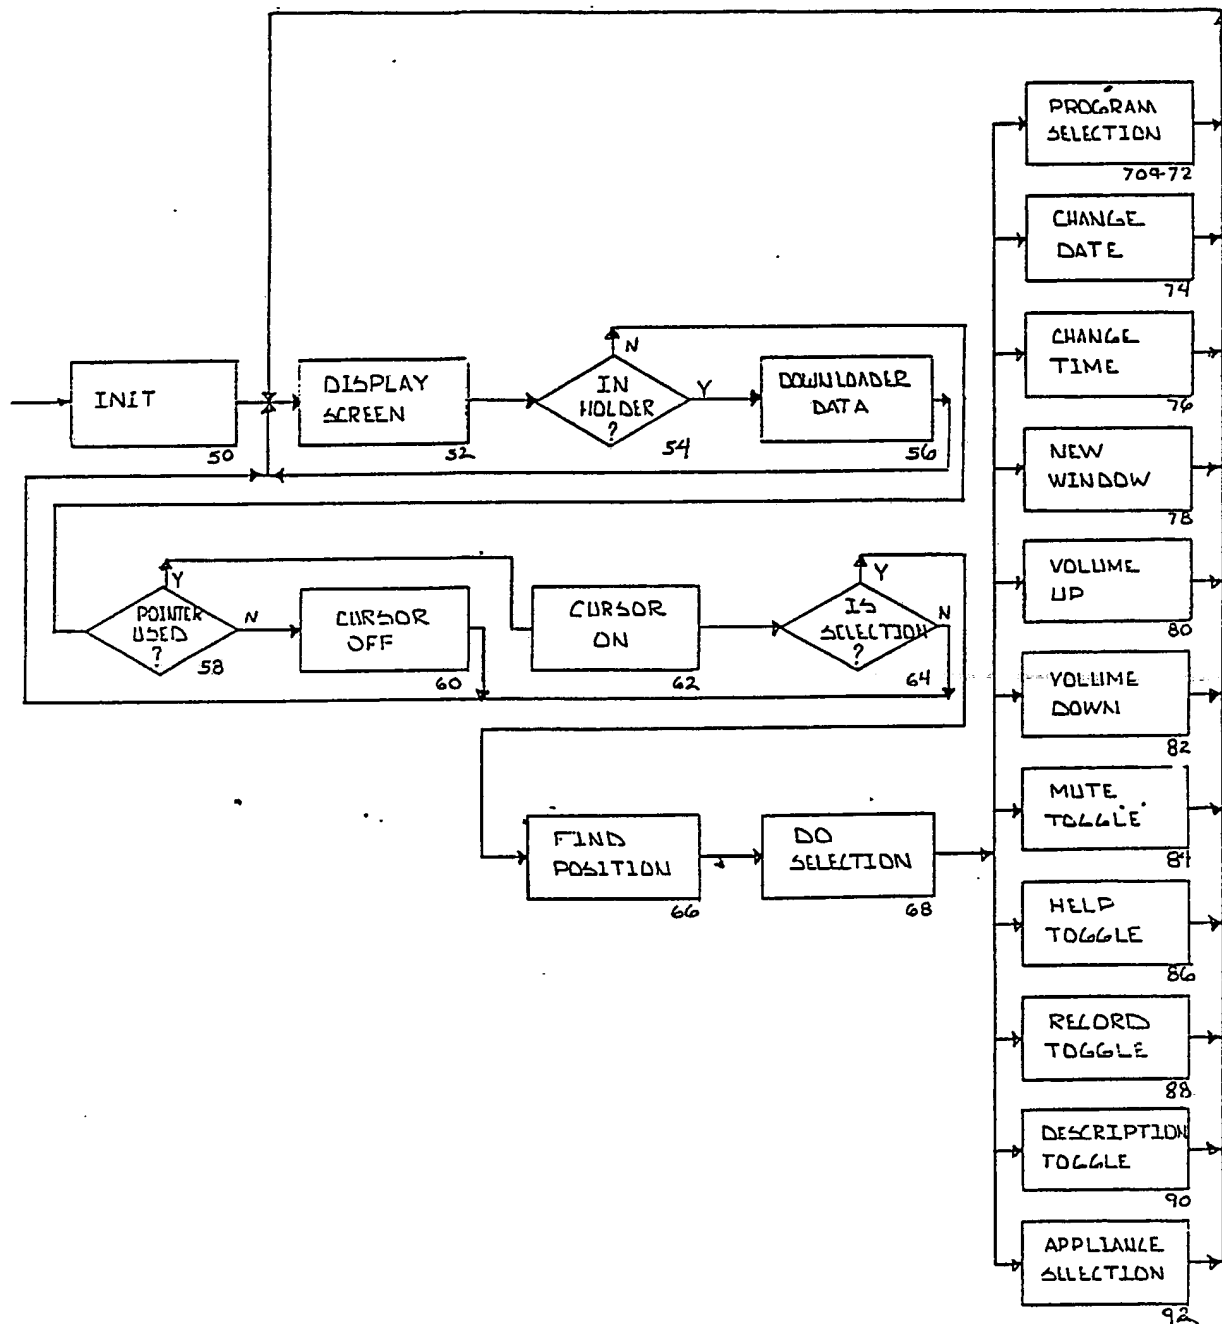 INIT
50
DISPLAY
SCREEN
52
IN
HOLDER
?
54
N
Y
DOWNLOADER
DATA
56
POINTER
USED
?
58
Y
N
CURSOR
OFF
60
CURSOR
ON
62
IS
SELECTION
?
64
Y
N
FIND
POSITION
66
DO
SELECTION
68
PROGRAM
SELECTION
70+72
CHANGE
DATE
74
CHANGE
TIME
76
NEW
WINDOW
78
VOLUME
UP
80
VOLUME
DOWN
82
MUTE
TOGGLE
84
HELP
TOGGLE
86
RECORD
TOGGLE
88
DESCRIPTION
TOGGLE
90
APPLIANCE
SELECTION
92